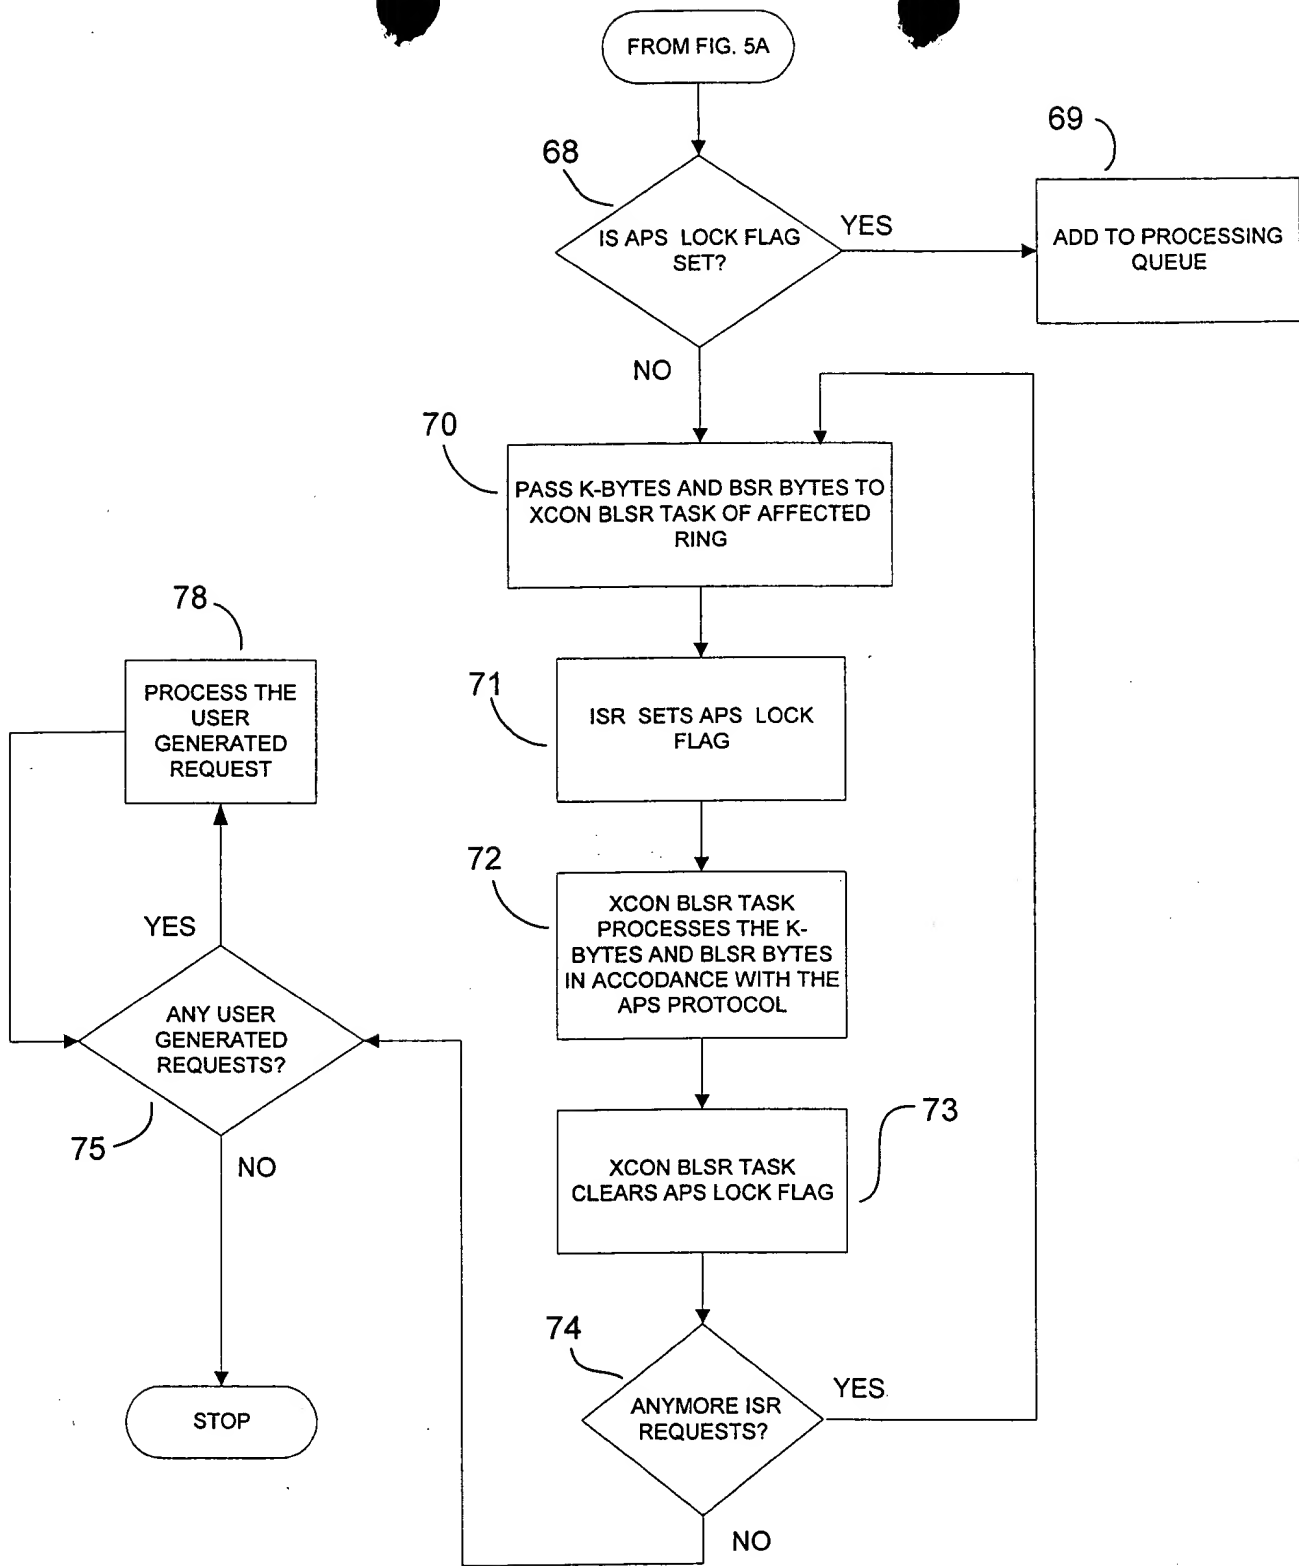 FROM FIG. 5A
69
68
IS APS LOCK FLAG
SET?
YES
ADD TO PROCESSING
QUEUE
NO
70
PASS K-BYTES AND BSR BYTES TO
XCON BLSR TASK OF AFFECTED
RING
78
PROCESS THE
USER
GENERATED
REQUEST
71
ISR SETS APS LOCK
FLAG
72
XCON BLSR TASK
PROCESSES THE K-
BYTES AND BLSR BYTES
IN ACCODANCE WITH THE
APS PROTOCOL
YES
ANY USER
GENERATED
REQUESTS?
75
NO
73
XCON BLSR TASK
CLEARS APS LOCK FLAG
74
ANYMORE ISR
REQUESTS?
YES
STOP
NO